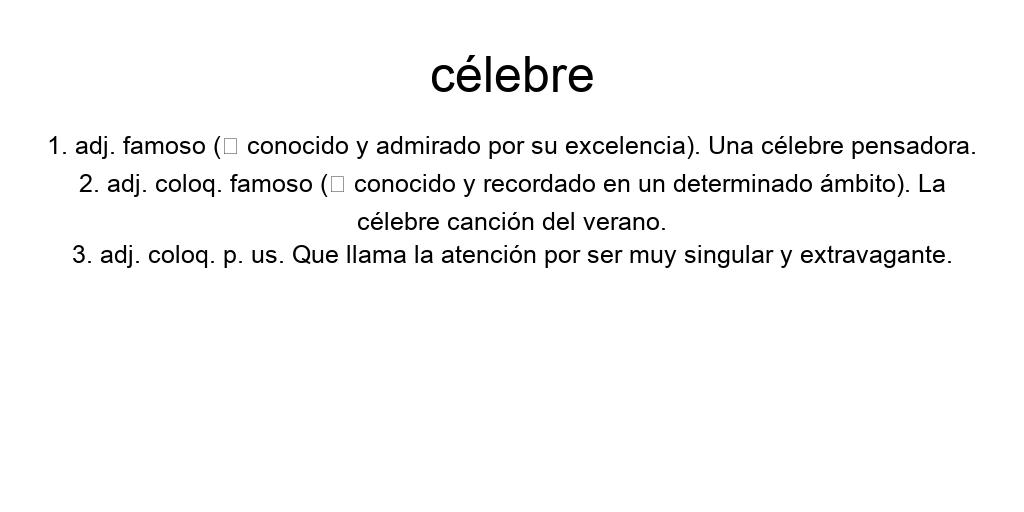 célebre
1. adj. famoso (▯ conocido y admirado por su excelencia). Una célebre pensadora.
2. adj. coloq. famoso (▯ conocido y recordado en un determinado ámbito). La
célebre canción del verano.
3. adj. coloq. p. us. Que llama la atención por ser muy singular y extravagante.